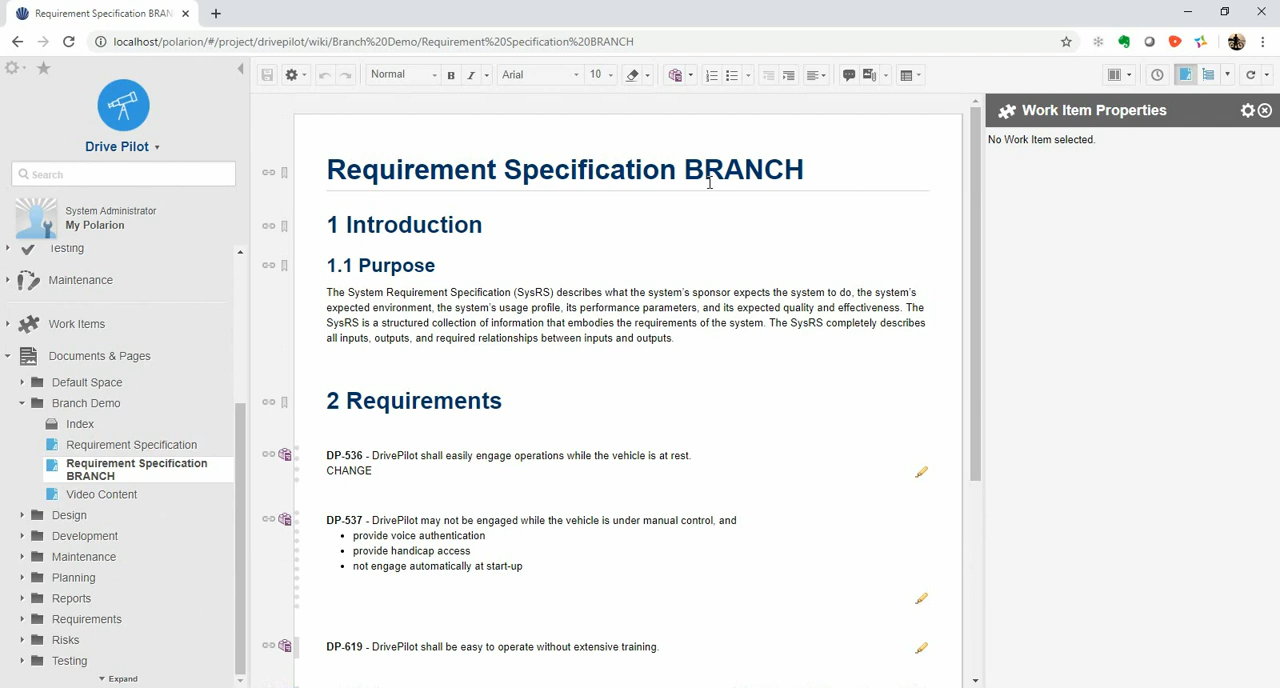 Requirement Specification BRAN
localhost/polarion/#/project/drivepilot/wiki/Branch%20Demo/Requirement%20Specification%20BRANCH
Normal
B
I
Arial
10
Drive Pilot
Search
System Administrator
My Polarion
Testing
Maintenance
Work Items
Documents & Pages
Default Space
Branch Demo
Index
Requirement Specification
Requirement Specification
BRANCH
Video Content
Design
Development
Maintenance
Planning
Reports
Requirements
Risks
Testing
Expand
Requirement Specification BRANCH
1 Introduction
1.1 Purpose
The System Requirement Specification (SysRS) describes what the system's sponsor expects the system to do, the system's
expected environment, the system's usage profile, its performance parameters, and its expected quality and effectiveness. The
SysRS is a structured collection of information that embodies the requirements of the system. The SysRS completely describes
all inputs, outputs, and required relationships between inputs and outputs.
2 Requirements
DP-536 - DrivePilot shall easily engage operations while the vehicle is at rest.
CHANGE
DP-537 - DrivePilot may not be engaged while the vehicle is under manual control, and
• provide voice authentication
• provide handicap access
• not engage automatically at start-up
DP-619 - DrivePilot shall be easy to operate without extensive training.
Work Item Properties
No Work Item selected.